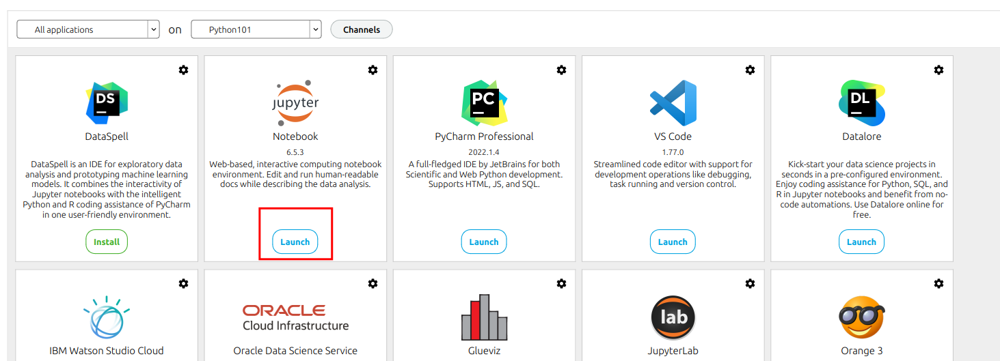 All applications on Python101 Channels
DS
DataSpell
DataSpell is an IDE for exploratory data
analysis and prototyping machine learning
models. It combines the interactivity of
Jupyter notebooks with the intelligent
Python and R coding assistance of PyCharm
in one user-friendly environment.
Install
jupyter
Notebook
6.5.3
Web-based, interactive computing notebook
environment. Edit and run human-readable
docs while describing the data analysis.
Launch
PC
PyCharm Professional
2022.1.4
A full-fledged IDE by JetBrains for both
Scientific and Web Python development.
Supports HTML, JS, and SQL.
Launch
VS Code
1.77.0
Streamlined code editor with support for
development operations like debugging,
task running and version control.
Launch
DL
Datalore
Kick-start your data science projects in
seconds in a pre-configured environment.
Enjoy coding assistance for Python, SQL, and
R in Jupyter notebooks and benefit from no-
code automations. Use Datalore online for
free.
Launch
IBM Watson Studio Cloud
ORACLE
Cloud Infrastructure
Oracle Data Science Service
Glueviz
lab
JupyterLab
Orange 3